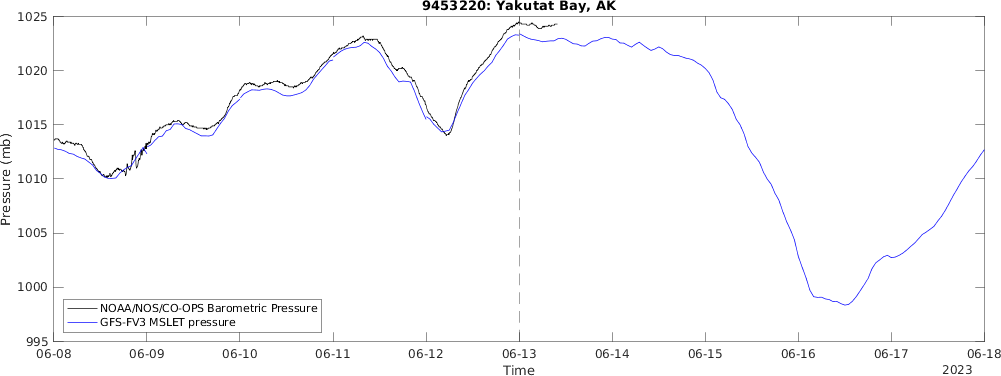 9453220: Yakutat Bay, AK
1025
1020
1015
1010
1005
1000
995
Pressure (mb)
NOAA/NOS/CO-OPS Barometric Pressure
GFS-FV3 MSLET pressure
06-08 06-09 06-10 06-11 06-12 06-13 06-14 06-15 06-16 06-17 06-18
Time
2023